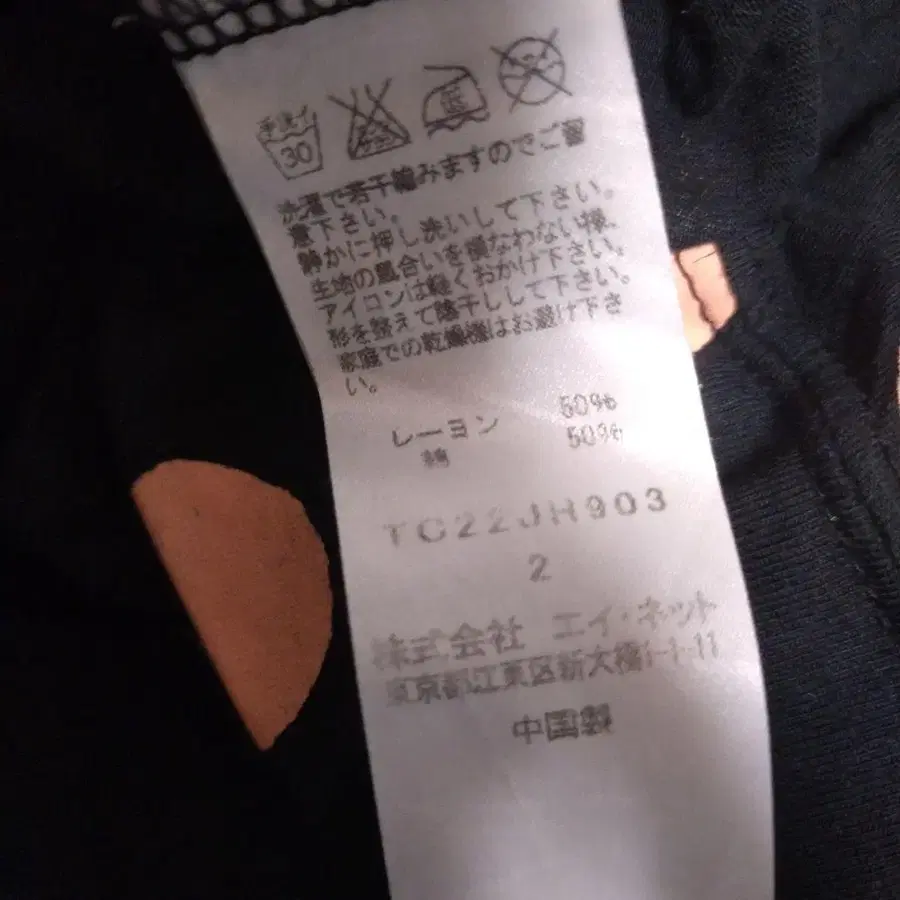 手洗イ
30
洗濯で若干縮みますのでご留
意下さい。
静かに押し洗いして下さい。
生地の風合いを損なわない様、
アイロンは軽くおかけ下さい。
形を整えて陰干しして下さい。
家庭での乾燥機はお避け下さ
い。
レーヨン 50%
綿 50%
TC22JH903
2
株式会社 エイ・ネット
東京都江東区新大橋1-1-11
中国製